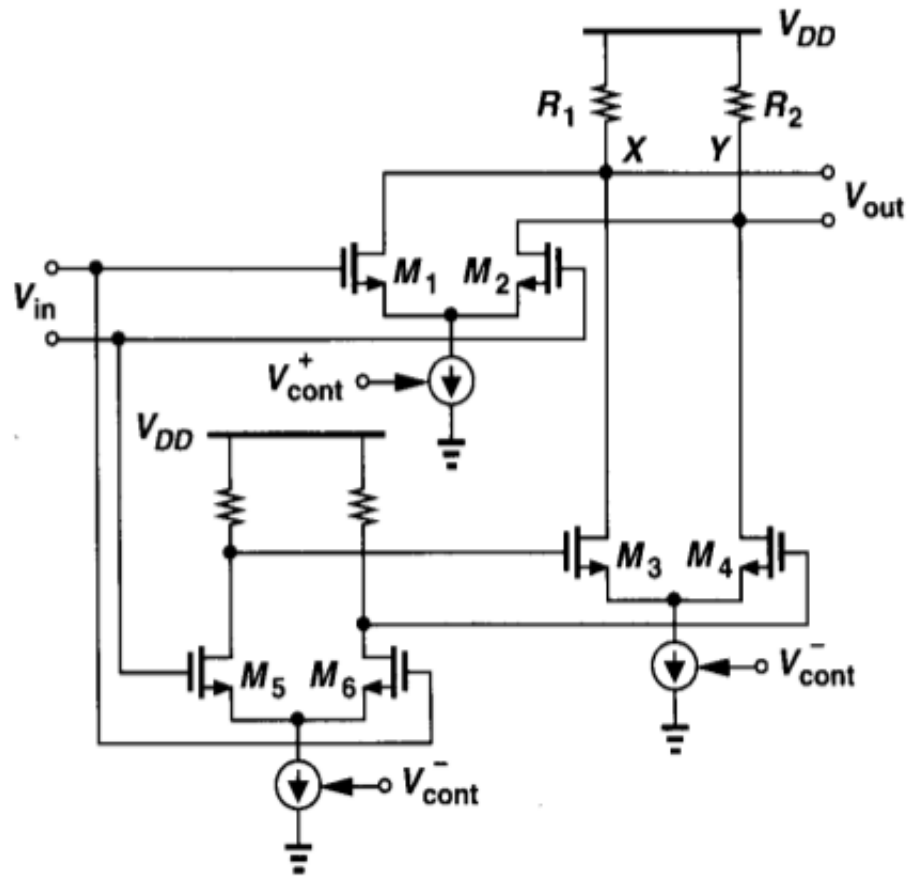 V_DD
R_1 R_2
X Y
V_out
M_1 M_2
V_in
V_cont^+
V_DD
M_3 M_4
M_5 M_6
V_cont^-
V_cont^-